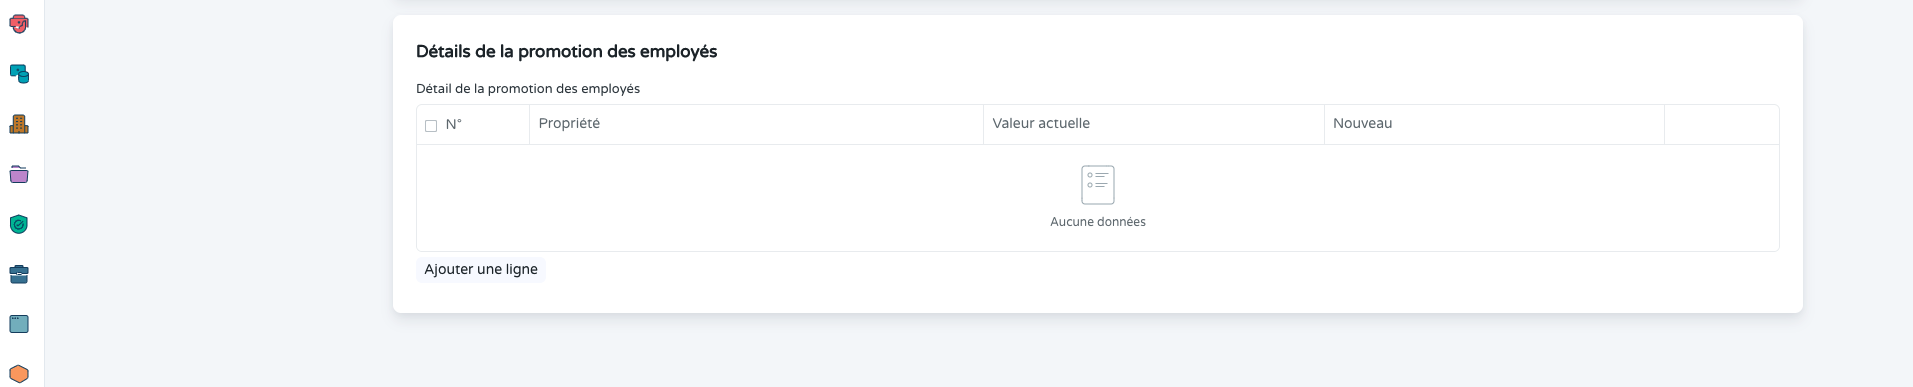 Détails de la promotion des employés
Détail de la promotion des employés
N° Propriété Valeur actuelle Nouveau
Aucune données
Ajouter une ligne